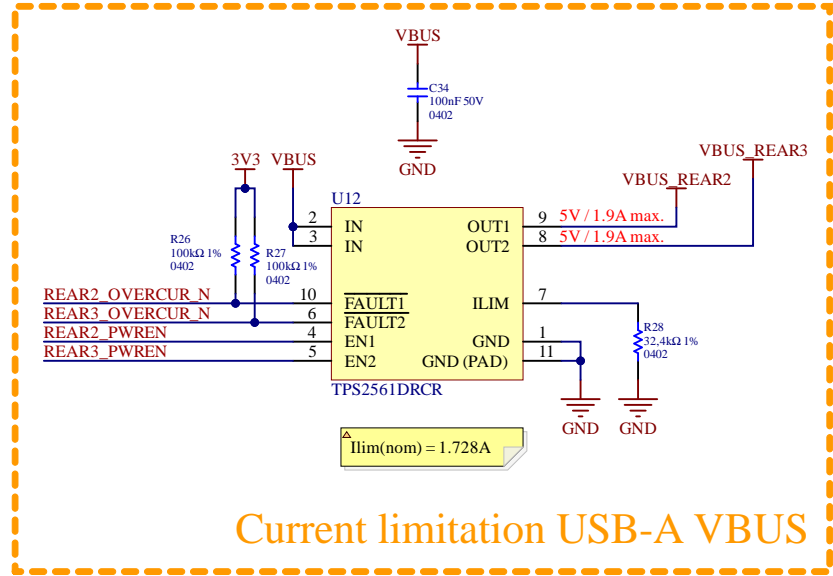 VBUS
C34
100nF 50V
0402
GND
3V3
VBUS
VBUS_REAR3
VBUS_REAR2
U12
R26
100kΩ 1%
0402
R27
100kΩ 1%
0402
2
IN
3
IN
OUT1
9
5V / 1.9A max.
OUT2
8
5V / 1.9A max.
REAR2_OVERCUR_N
10
FAULT1
ILIM
7
REAR3_OVERCUR_N
6
FAULT2
REAR2_PWREN
4
EN1
GND
1
REAR3_PWREN
5
EN2
GND (PAD)
11
R28
32,4kΩ 1%
0402
TPS2561DRCR
GND
GND
Ilim(nom) = 1.728A
Current limitation USB-A VBUS